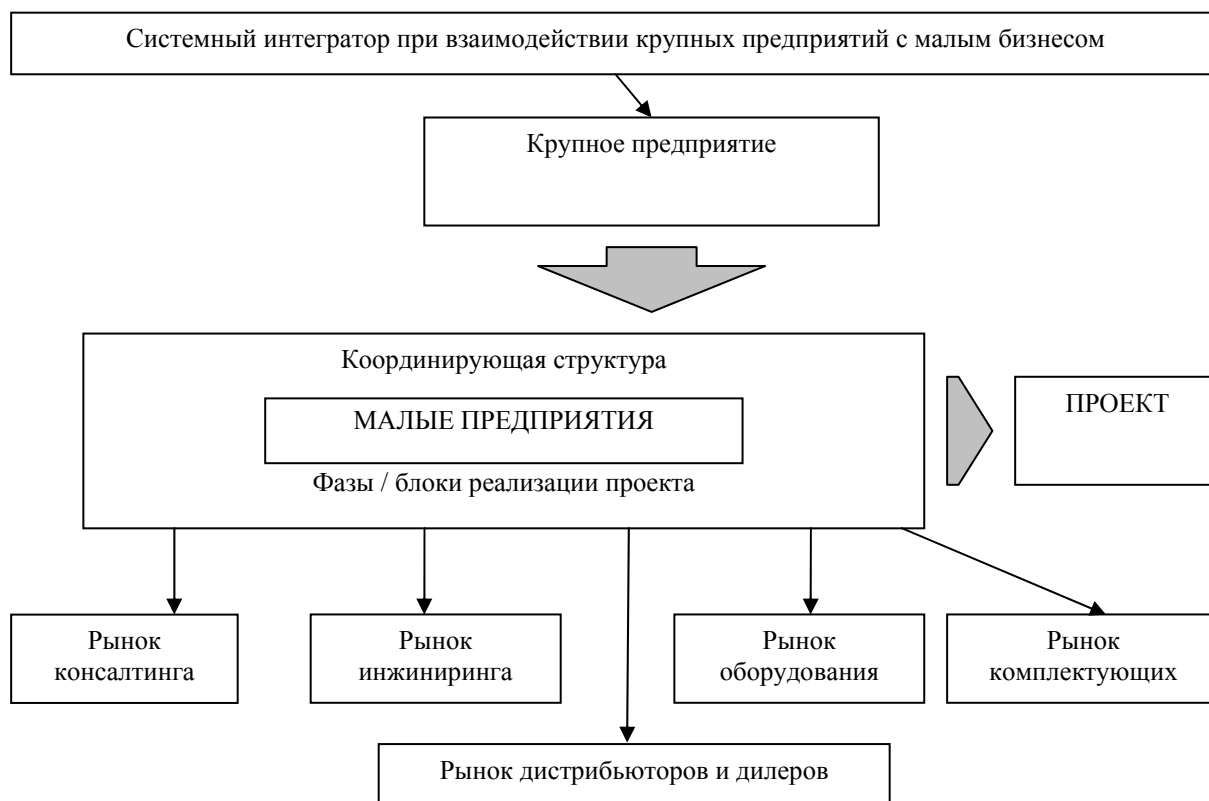 Системный интегратор при взаимодействии крупных предприятий с малым бизнесом
Крупное предприятие
Координирующая структура
МАЛЫЕ ПРЕДПРИЯТИЯ
Фазы / блоки реализации проекта
ПРОЕКТ
Рынок
консалтинга
Рынок
инжиниринга
Рынок
оборудования
Рынок
комплектующих
Рынок дистрибьюторов и дилеров